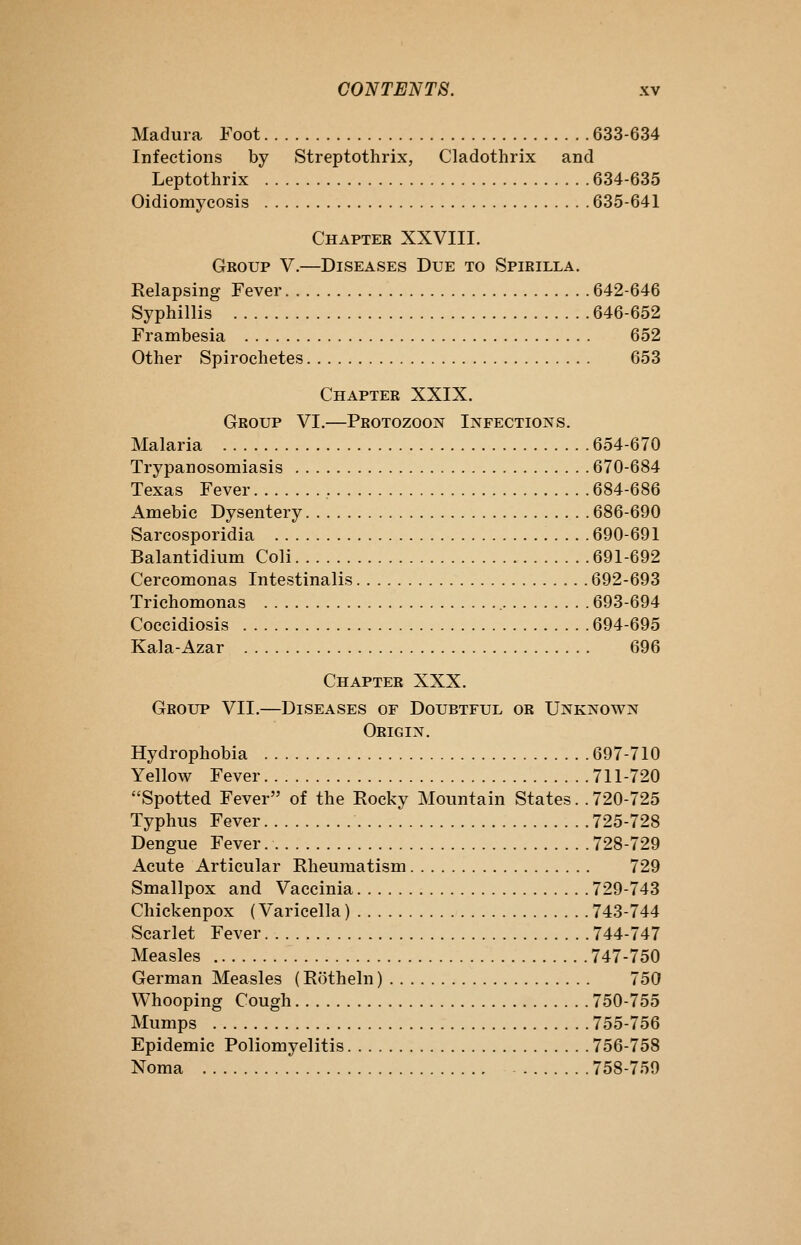 CONTENTS. xv
Madura Foot. . . . . . . . . . . . . . . . . . . . . . . . . . . . . . . . 633-634
Infections by Streptothrix, Cladothrix and
Leptothrix . . . . . . . . . . . . . . . . . . . . . . . . . . . . . . . . 634-635
Oidiomycosis . . . . . . . . . . . . . . . . . . . . . . . . . . . . . . . . 635-641
Chapter XXVIII.
Group V.—Diseases Due to Spirilla.
Relapsing Fever. . . . . . . . . . . . . . . . . . . . . . . . . . . . . . 642-646
Syphillis . . . . . . . . . . . . . . . . . . . . . . . . . . . . . . . . . . . 646-652
Frambesia . . . . . . . . . . . . . . . . . . . . . . . . . . . . . . . . . . 652
Other Spirochetes. . . . . . . . . . . . . . . . . . . . . . . . . . . . 653
Chapter XXIX.
Group VI.—Protozoon Infections.
Malaria . . . . . . . . . . . . . . . . . . . . . . . . . . . . . . . . . . . . 654-670
Trypanosomiasis . . . . . . . . . . . . . . . . . . . . . . . . . . . . . 670-684
Texas Fever. . . . . . . . . . . . . . . . . . . . . . . . . . . . . . . . . 684-686
Amebic Dysentery. . . . . . . . . . . . . . . . . . . . . . . . . . . . 686-690
Sarcosporidia . . . . . . . . . . . . . . . . . . . . . . . . . . . . . . . 690-691
Balantidium Coli. . . . . . . . . . . . . . . . . . . . . . . . . . . . . 691-692
Cercomonas Intestinalis. . . . . . . . . . . . . . . . . . . . . . . 692-693
Trichomonas . . . . . . . . . . . . . . . . . . . . . . . . . . . . . . . . 693-694
Coccidiosis . . . . . . . . . . . . . . . . . . . . . . . . . . . . . . . . . . 694-695
Kala-Azar . . . . . . . . . . . . . . . . . . . . . . . . . . . . . . . . . . 696
Chapter XXX.
Group VII.—Diseases of Doubtful or Unknown
Origin.
Hydrophobia . . . . . . . . . . . . . . . . . . . . . . . . . . . . . . . . 697-710
Yellow Fever. . . . . . . . . . . . . . . . . . . . . . . . . . . . . . . . 711-720
"Spotted Fever" of the Rocky Mountain States. . 720-725
Typhus Fever. . . . . . . . . . . . . . . . . . . . . . . . . . . . . . . . 725-728
Dengue Fever. . . . . . . . . . . . . . . . . . . . . . . . . . . . . . . . 728-729
Acute Articular Rheumatism. . . . . . . . . . . . . . . . . . 729
Smallpox and Vaccinia. . . . . . . . . . . . . . . . . . . . . . . 729-743
Chickenpox (Varicella) . . . . . . . . . . . . . . . . . . . . . . . 743-744
Scarlet Fever. . . . . . . . . . . . . . . . . . . . . . . . . . . . . . . . 744-747
Measles . . . . . . . . . . . . . . . . . . . . . . . . . . . . . . . . . . . . . 747-750
German Measles (Rötheln) . . . . . . . . . . . . . . . . . . . . 750
Whooping Cough. . . . . . . . . . . . . . . . . . . . . . . . . . . . . 750-755
Mumps . . . . . . . . . . . . . . . . . . . . . . . . . . . . . . . . . . . . . 755-756
Epidemic Poliomyelitis. . . . . . . . . . . . . . . . . . . . . . . . 756-758
Noma . . . . . . . . . . . . . . . . . . . . . . . . . . . . . . . . . . . . . . 758-759